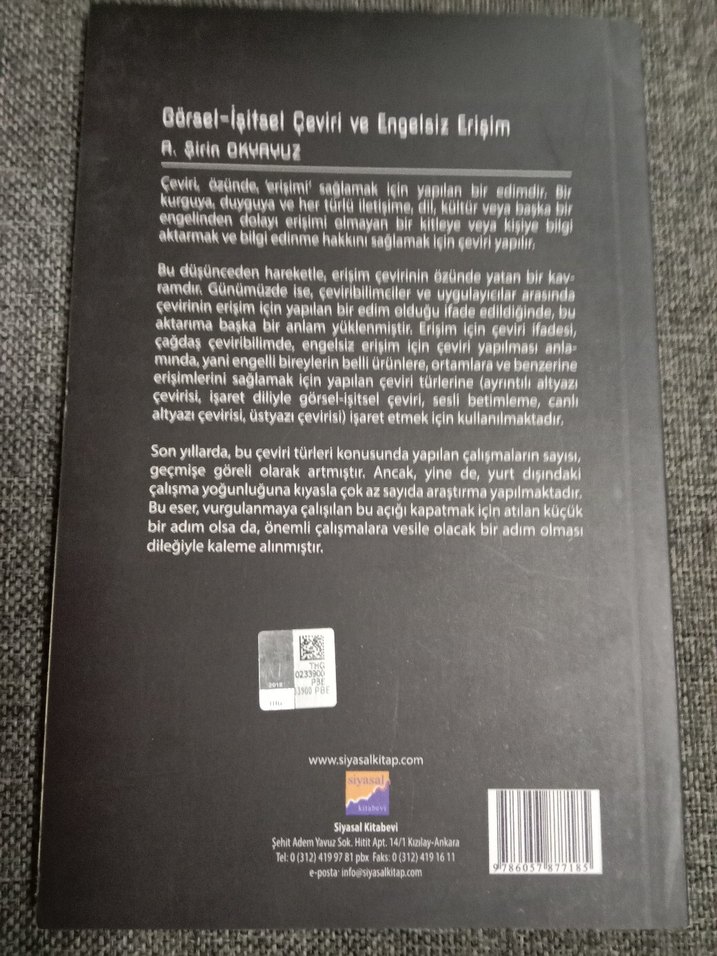 Görsel-İşitsel Çeviri ve Engelsiz Erişim
A. Şirin OKYAYUZ
Çeviri, özünde, 'erişimi' sağlamak için yapılan bir edimdir. Bir
kurguya, duyguya ve her türlü iletişime, dil, kültür veya başka bir
engelinden dolayı erişimi olmayan bir kitleye veya kişiye bilgi
aktarmak ve bilgi edinme hakkını sağlamak için çeviri yapılır.
Bu düşünceden hareketle, erişim çevirinin özünde yatan bir kav-
ramdır. Günümüzde ise, çeviribilimciler ve uygulayıcılar arasında
çevirinin erişim için yapılan bir edim olduğu ifade edildiğinde, bu
aktarıma başka bir anlam yüklenmiştir. Erişim için çeviri ifadesi,
çağdaş çeviribilimde, engelsiz erişim için çeviri yapılması anla-
mında, yani engelli bireylerin belli ürünlere, ortamlara ve benzerine
erişimlerini sağlamak için yapılan çeviri türlerine (ayrıntılı altyazı
çevirisi, işaret diliyle görsel-işitsel çeviri, sesli betimleme, canlı
altyazı çevirisi, üstyazı çevirisi) işaret etmek için kullanılmaktadır.
Son yıllarda, bu çeviri türleri konusunda yapılan çalışmaların sayısı,
geçmişe göreli olarak artmıştır. Ancak, yine de, yurt dışındaki
çalışma yoğunluğuna kıyasla çok az sayıda araştırma yapılmaktadır.
Bu eser, vurgulanmaya çalışılan bu açığı kapatmak için atılan küçük
bir adım olsa da, önemli çalışmalara vesile olacak bir adım olması
dileğiyle kaleme alınmıştır.
THG
0233900
PBE
33900 PBE
2018
www.siyasalkitap.com
siyasal
kitabevi
Siyasal Kitabevi
Şehit Adem Yavuz Sok. Hitit Apt. 14/1 Kızılay-Ankara
Tel: 0 (312) 419 97 81 pbx Faks: 0 (312) 419 16 11
e-posta: info@siyasalkitap.com
9 786057 877185